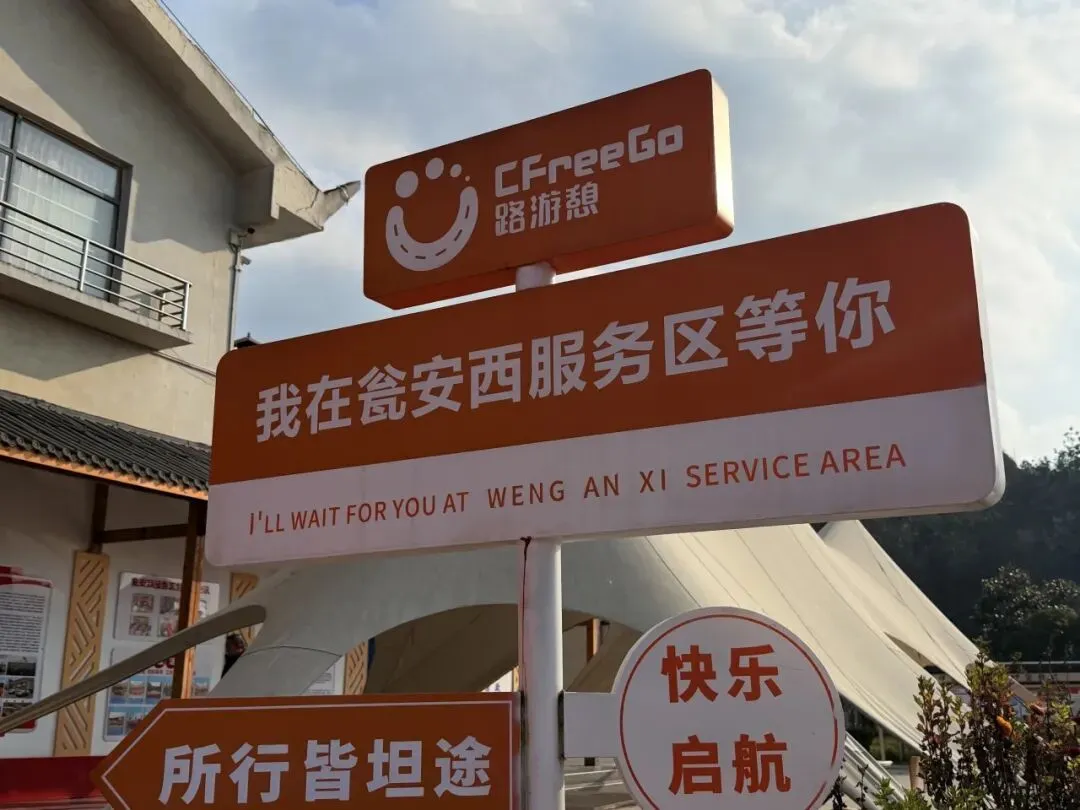 CFreeGo
路游憩
我在瓮安西服务区等你
I'LL WAIT FOR YOU AT WENG AN XI SERVICE AREA
所行皆坦途
快乐
启航